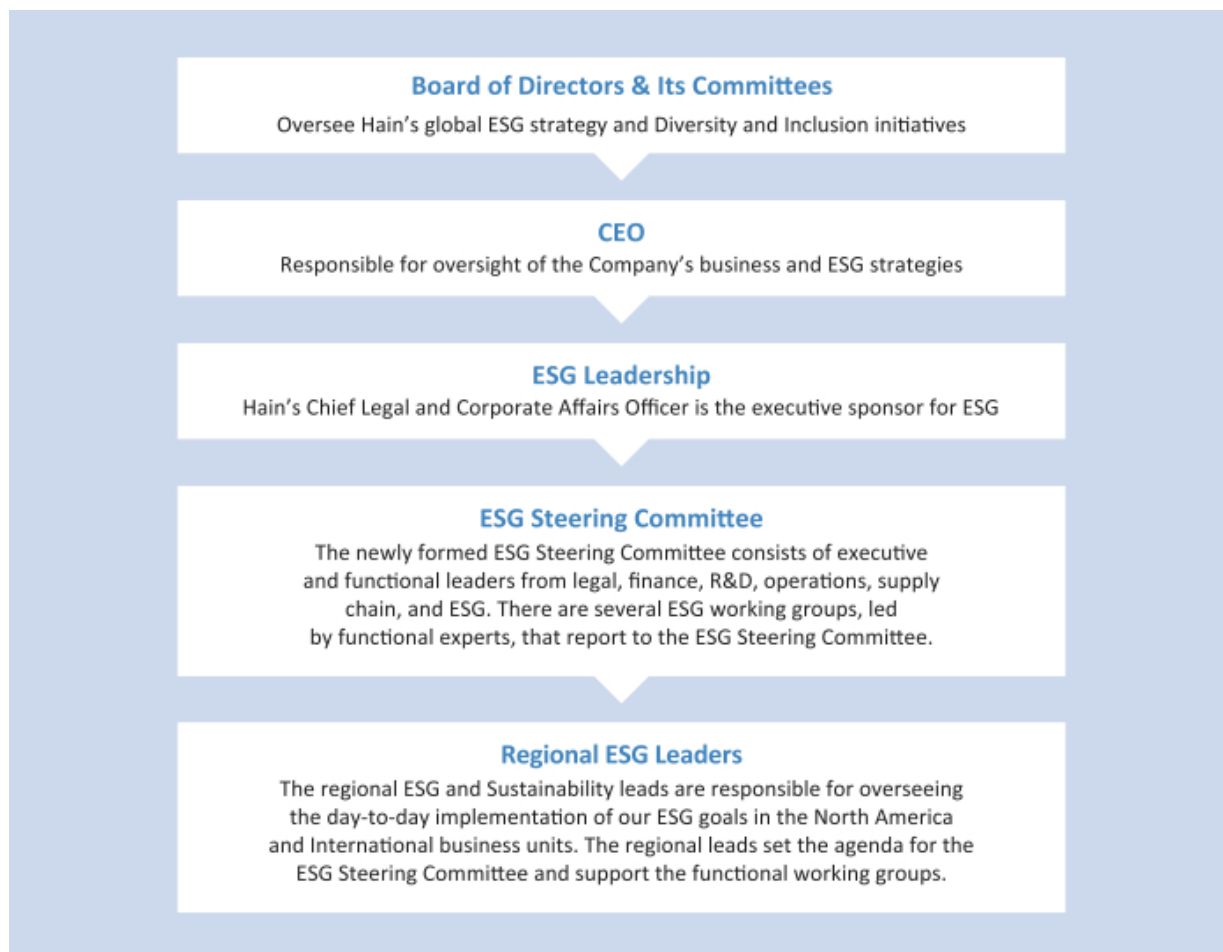 Board of Directors & Its Committees
Oversee Hain’s global ESG strategy and Diversity and Inclusion initiatives
CEO
Responsible for oversight of the Company’s business and ESG strategies
ESG Leadership
Hain’s Chief Legal and Corporate Affairs Officer is the executive sponsor for ESG
ESG Steering Committee
The newly formed ESG Steering Committee consists of executive
and functional leaders from legal, finance, R&D, operations, supply
chain, and ESG. There are several ESG working groups, led
by functional experts, that report to the ESG Steering Committee.
Regional ESG Leaders
The regional ESG and Sustainability leads are responsible for overseeing
the day-to-day implementation of our ESG goals in the North America
and International business units. The regional leads set the agenda for the
ESG Steering Committee and support the functional working groups.